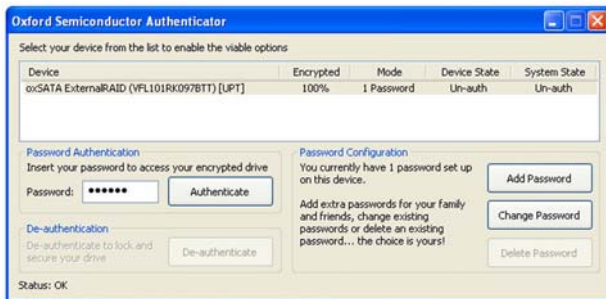 Oxford Semiconductor Authenticator
Select your device from the list to enable the viable options
Device Encrypted Mode Device State System State
oxSATA ExternalRAID (VFL101RK097BTT) [UPT] 100% 1 Password Un-auth Un-auth
Password Authentication
Insert your password to access your encrypted drive
Password: ●●●●●● Authenticate
De-authentication
De-authenticate to lock and
secure your drive
De-authenticate
Password Configuration
You currently have 1 password set up
on this device.
Add extra passwords for your family
and friends, change existing
passwords or delete an existing
password... the choice is yours!
Add Password
Change Password
Delete Password
Status: OK